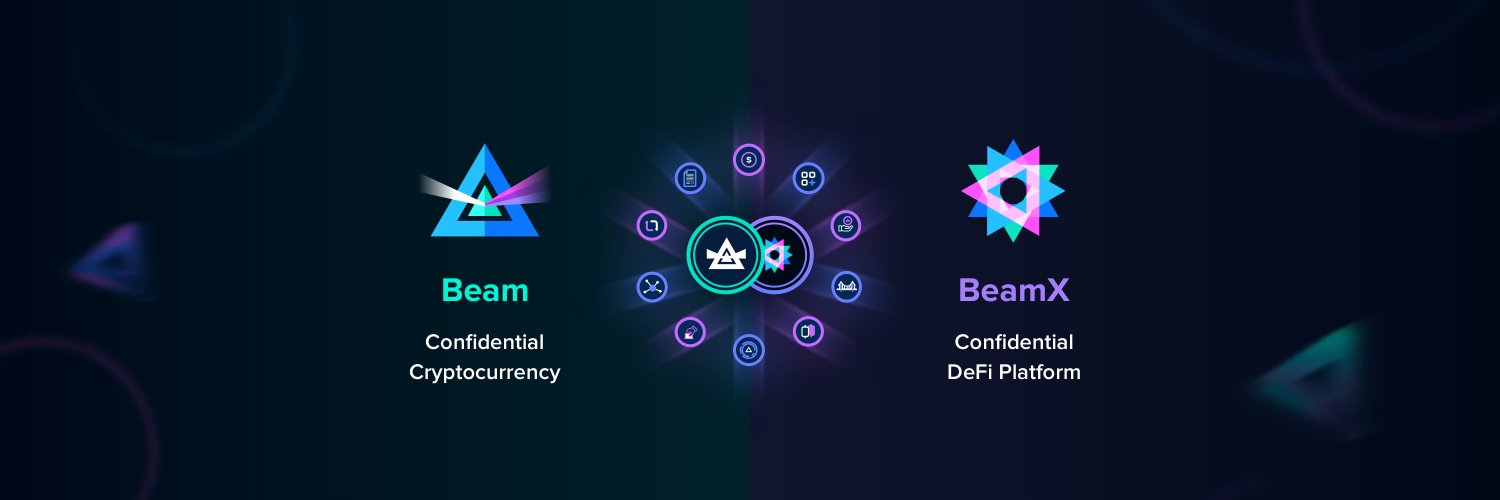 Beam
Confidential
Cryptocurrency
$
BeamX
Confidential
DeFi Platform